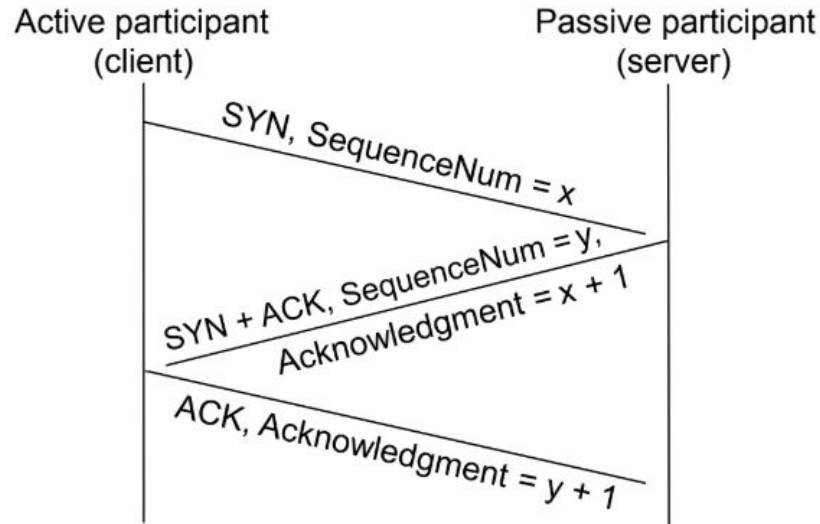 Active participant
(client)
Passive participant
(server)
SYN, SequenceNum = x
SYN + ACK, SequenceNum = y,
Acknowledgment = x + 1
ACK, Acknowledgment = y + 1